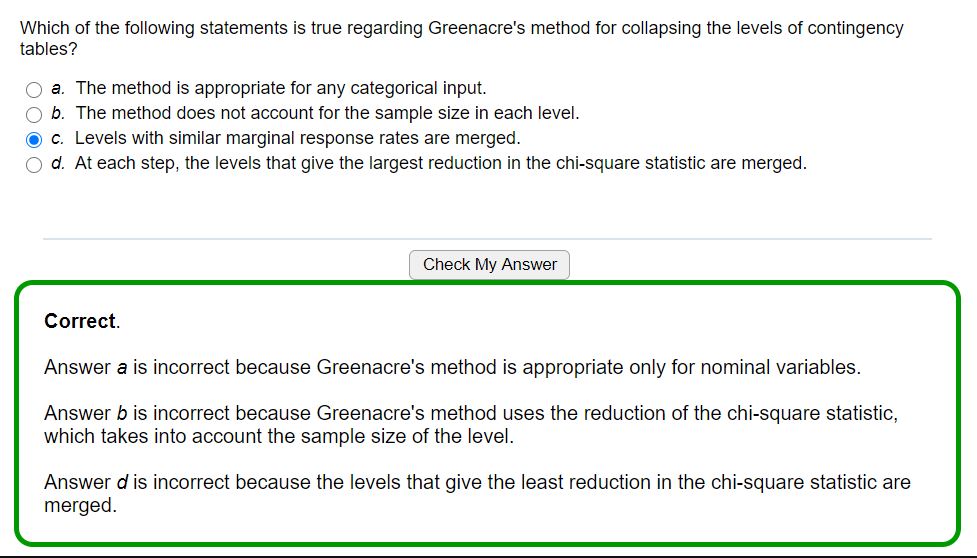 Which of the following statements is true regarding Greenacre's method for collapsing the levels of contingency
tables?
a. The method is appropriate for any categorical input.
b. The method does not account for the sample size in each level.
c. Levels with similar marginal response rates are merged.
d. At each step, the levels that give the largest reduction in the chi-square statistic are merged.
Check My Answer
Correct.
Answer a is incorrect because Greenacre's method is appropriate only for nominal variables.
Answer b is incorrect because Greenacre's method uses the reduction of the chi-square statistic,
which takes into account the sample size of the level.
Answer d is incorrect because the levels that give the least reduction in the chi-square statistic are
merged.